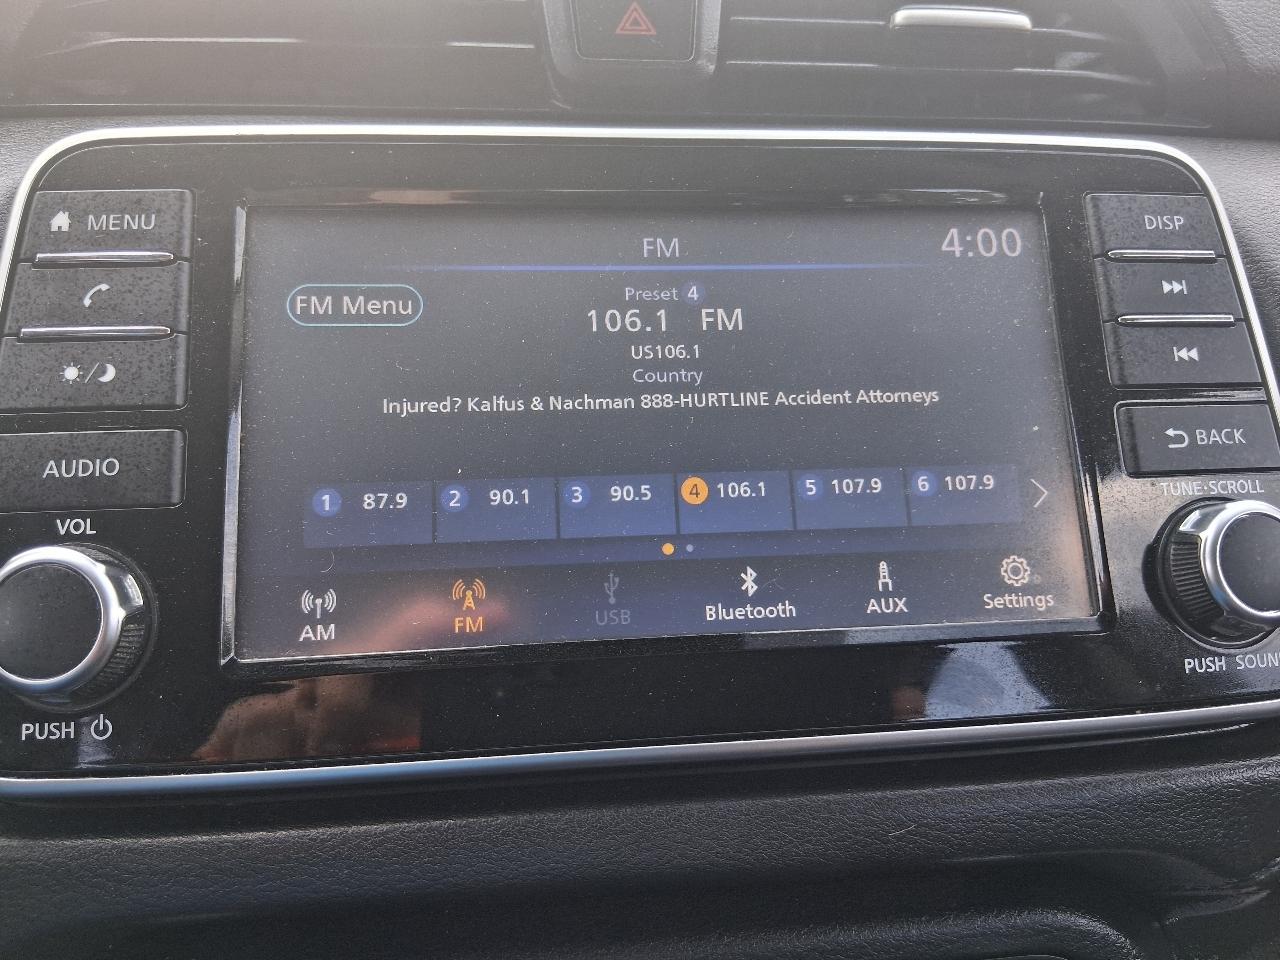 MENU
AUDIO
VOL
PUSH
FM
4:00
FM Menu
Preset 4
106.1 FM
US106.1
Country
Injured? Kalfus & Nachman 888-HURTLINE Accident Attorneys
1 87.9
2 90.1
3 90.5
4 106.1
5 107.9
6 107.9
AM
FM
USB
Bluetooth
AUX
Settings
DISP
BACK
TUNE·SCROLL
PUSH SOUN